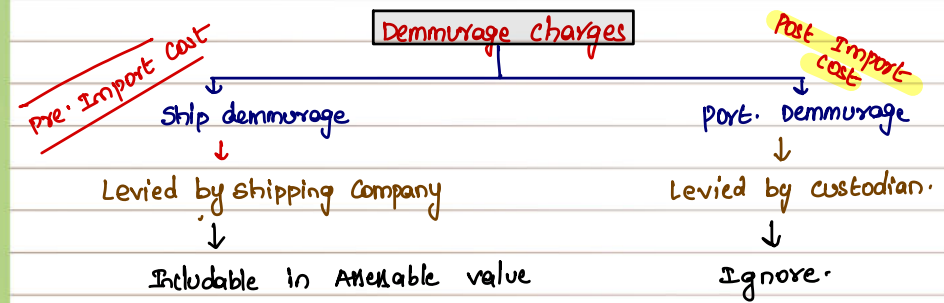 Demmurage charges
Pre. Import Cost
Post Import
Cost
Ship demmurage
Port. Demmurage
Levied by shipping Company
Levied by custodian.
Includable in Assessable value
Ignore.